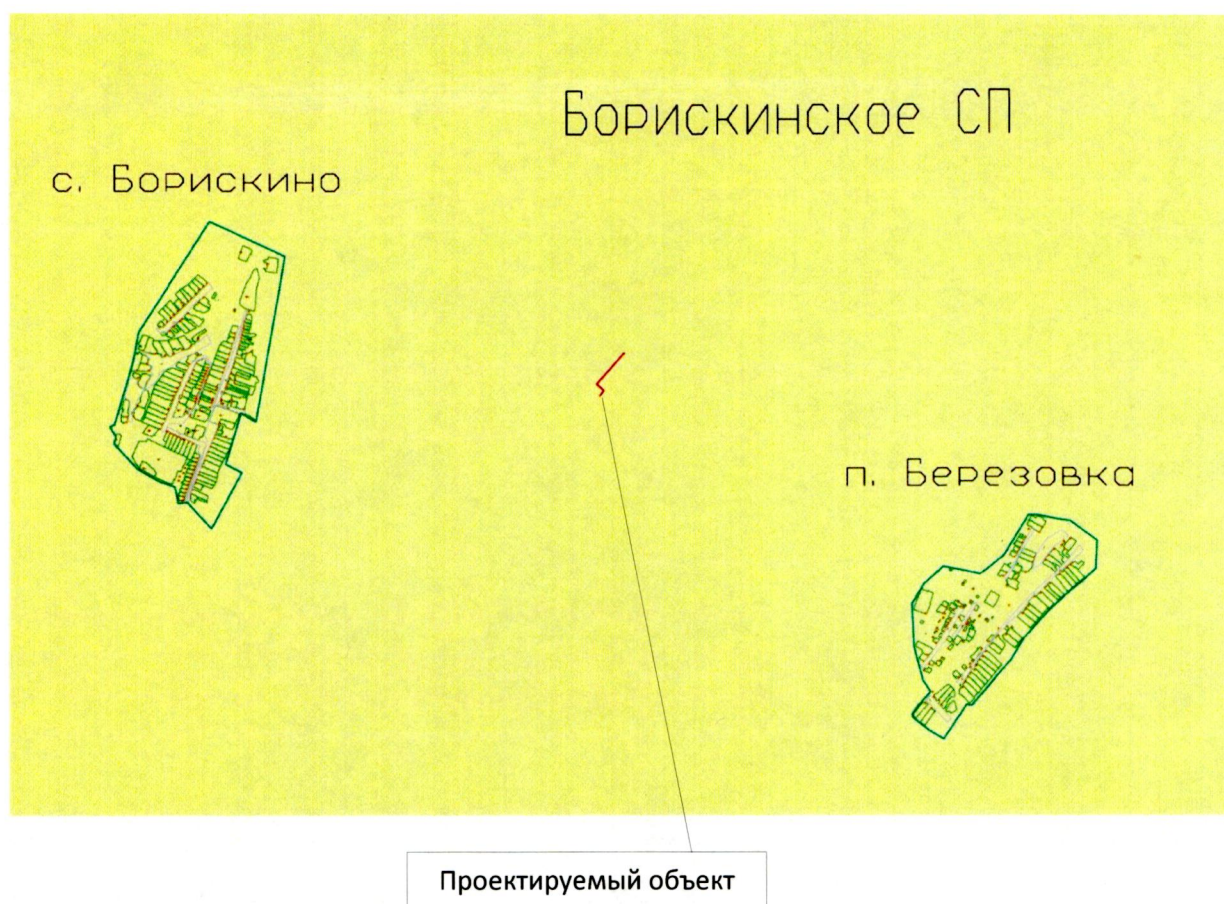 Борискинское СП
с. Борискино
п. Березовка
Проектируемый объект